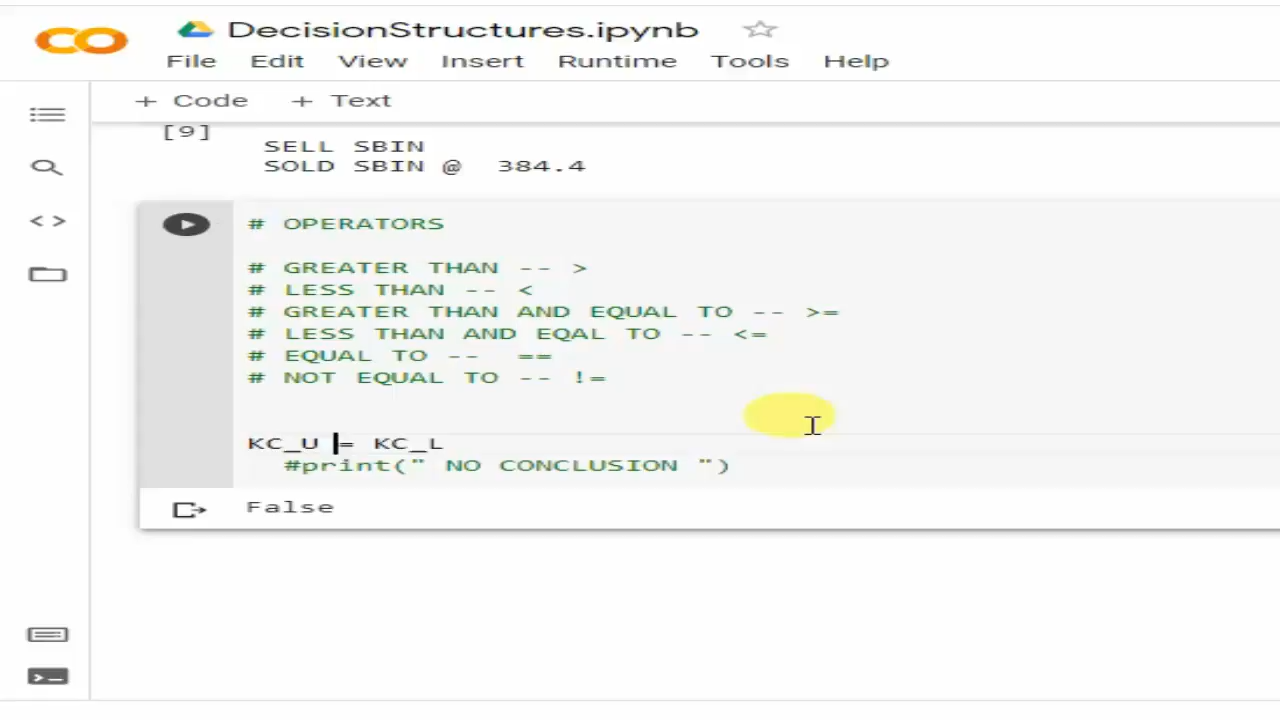 DecisionStructures.ipynb
File Edit View Insert Runtime Tools Help
+ Code + Text
[9]
SELL SBIN
SOLD SBIN @ 384.4
# OPERATORS
# GREATER THAN -- >
# LESS THAN -- <
# GREATER THAN AND EQUAL TO -- >=
# LESS THAN AND EQAL TO -- <=
# EQUAL TO -- ==
# NOT EQUAL TO -- !=
KC_U = KC_L
#print(" NO CONCLUSION ")
False